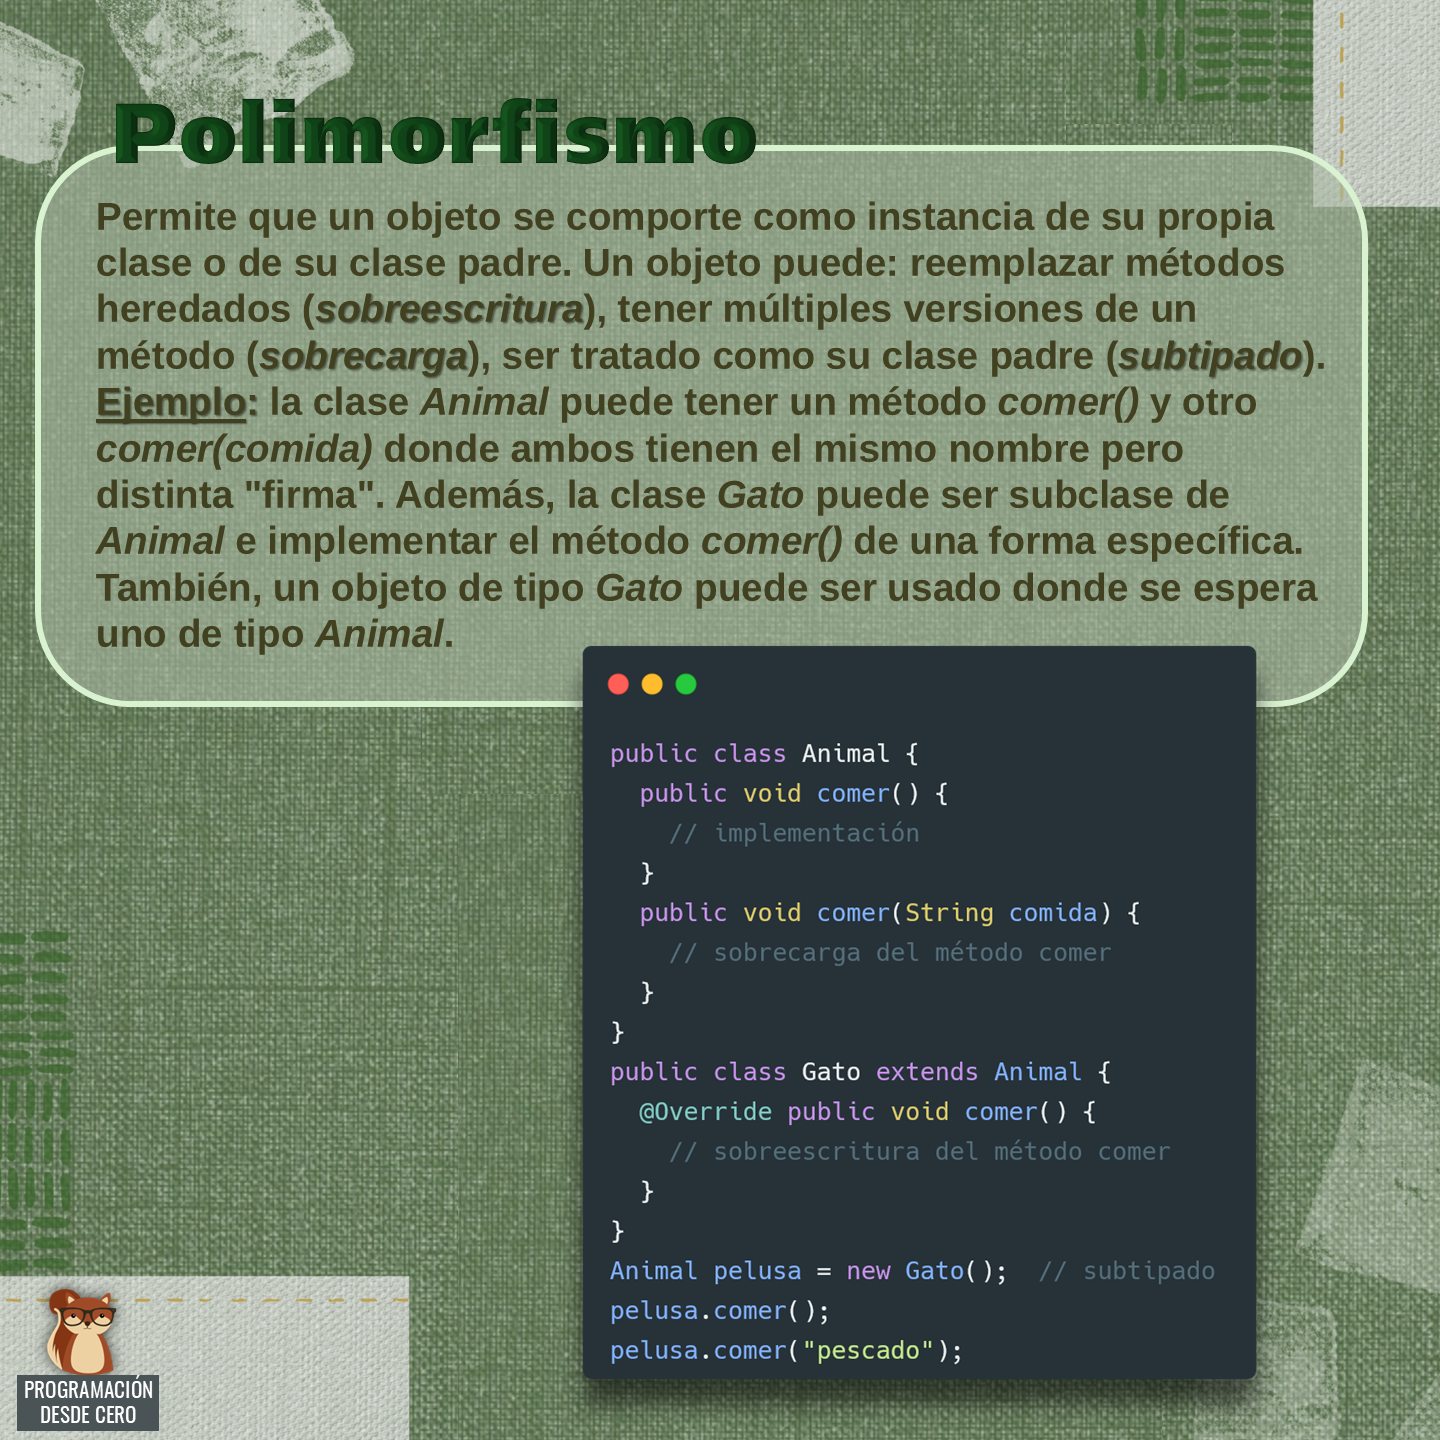 Polimorfismo
Permite que un objeto se comporte como instancia de su propia
clase o de su clase padre. Un objeto puede: reemplazar métodos
heredados (sobreescritura), tener múltiples versiones de un
método (sobrecarga), ser tratado como su clase padre (subtipado).
Ejemplo: la clase Animal puede tener un método comer() y otro
comer(comida) donde ambos tienen el mismo nombre pero
distinta "firma". Además, la clase Gato puede ser subclase de
Animal e implementar el método comer() de una forma específica.
También, un objeto de tipo Gato puede ser usado donde se espera
uno de tipo Animal.
public class Animal {
  public void comer() {
    // implementación
  }
  public void comer(String comida) {
    // sobrecarga del método comer
  }
}
public class Gato extends Animal {
  @Override public void comer() {
    // sobreescritura del método comer
  }
}
Animal pelusa = new Gato();  // subtipado
pelusa.comer();
pelusa.comer("pescado");
PROGRAMACIÓN
DESDE CERO